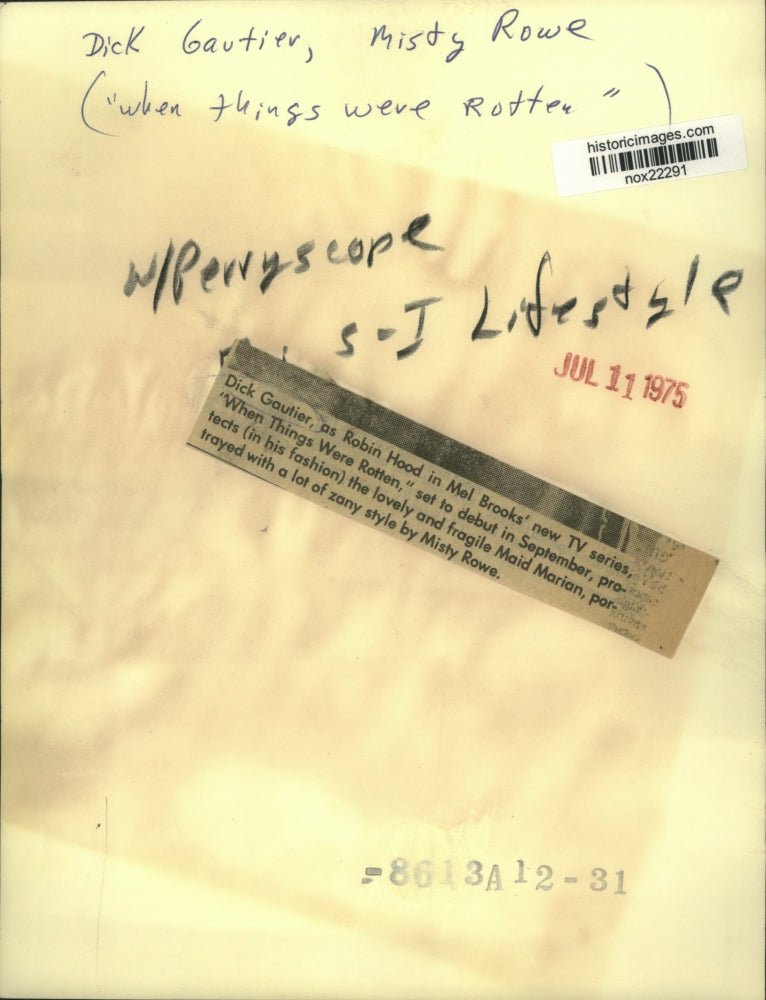 Dick Gautier, Misty Rowe
("when things were Rotten")
historicimages.com
nox22291
w/Perryscope
s-I Lifestyle
JUL 11 1975
Dick Gautier, as Robin Hood in Mel Brooks' new TV series,
"When Things Were Rotten," set to debut in September, pro-
tects (in his fashion) the lovely and fragile Maid Marian, por-
trayed with a lot of zany style by Misty Rowe.
-8613A12-31